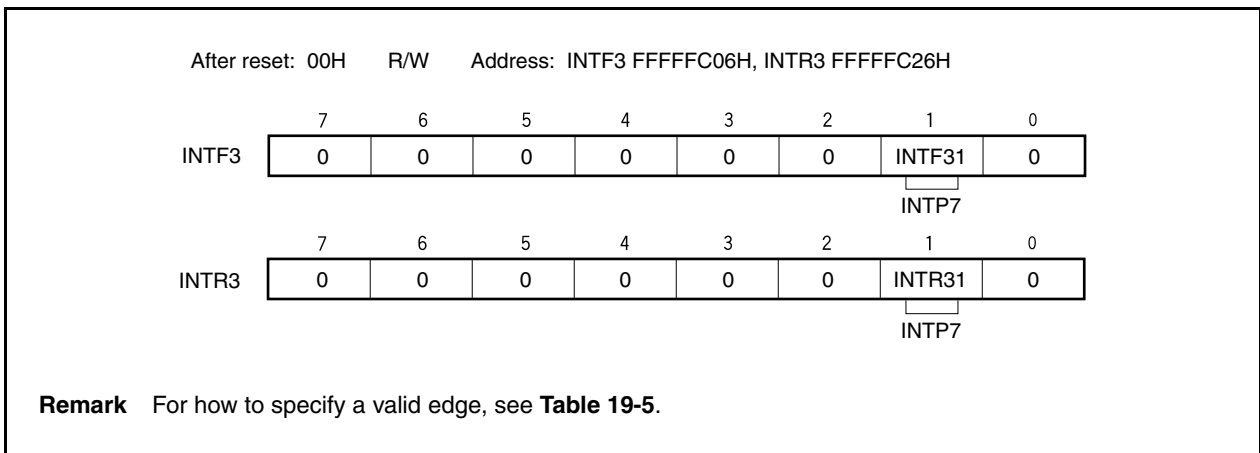 After reset: 00H R/W Address: INTF3 FFFFFC06H, INTR3 FFFFFC26H
7 6 5 4 3 2 1 0
INTF3 0 0 0 0 0 0 INTF31 0
INTP7
7 6 5 4 3 2 1 0
INTR3 0 0 0 0 0 0 INTR31 0
INTP7
Remark For how to specify a valid edge, see Table 19-5.